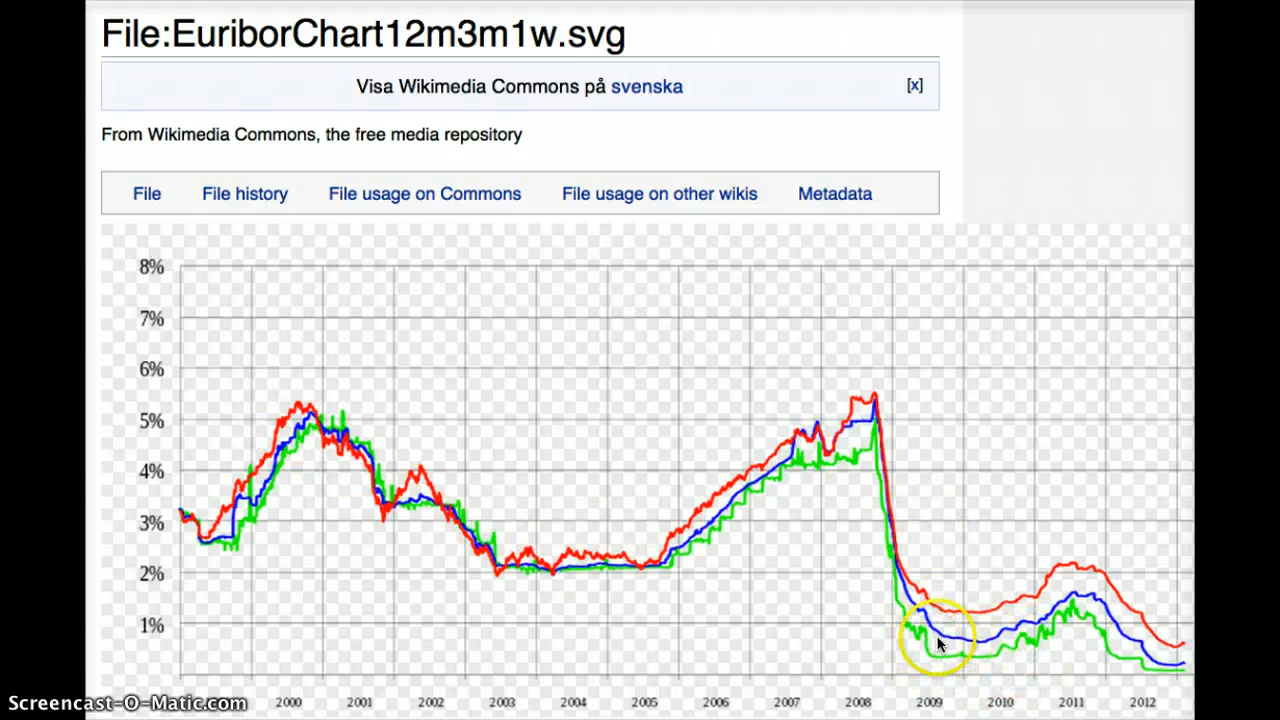 File:EuriborChart12m3m1w.svg
Visa Wikimedia Commons på svenska [x]
From Wikimedia Commons, the free media repository
File File history File usage on Commons File usage on other wikis Metadata
8%
7%
6%
5%
4%
3%
2%
1%
2000 2001 2002 2003 2004 2005 2006 2007 2008 2009 2010 2011 2012
Screencast-O-Matic.com